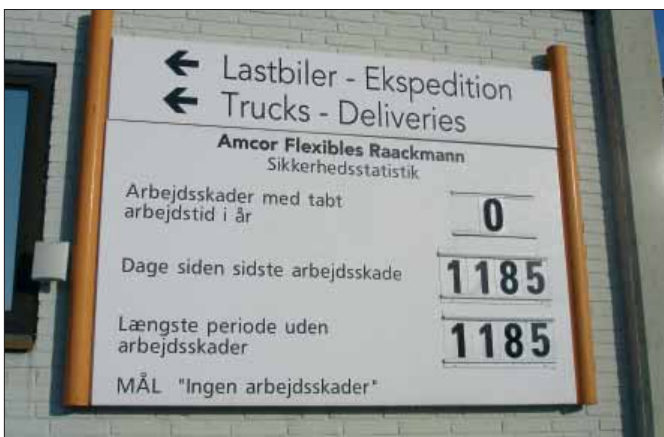 ← Lastbiler - Ekspedition
← Trucks - Deliveries
Amcor Flexibles Raackmann
Sikkerhedsstatistik
Arbejdsskader med tabt
arbejdstid i år
0
Dage siden sidste arbejdsskade 1185
Længste periode uden
arbejdsskader
1185
MÅL "Ingen arbejdsskader"